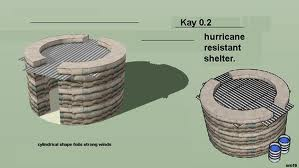 Kay 0.2
hurricane
resistant
shelter.
cylindrical shape foils strong winds